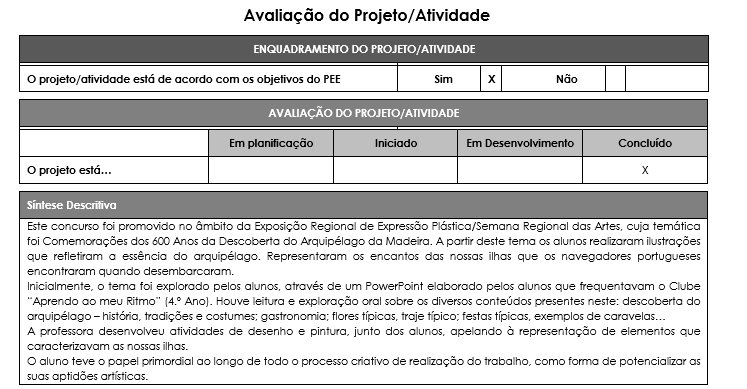 Avaliação do Projeto/Atividade
ENQUADRAMENTO DO PROJETO/ATIVIDADE
O projeto/atividade está de acordo com os objetivos do PEE Sim X Não
AVALIAÇÃO DO PROJETO/ATIVIDADE
Em planificação Iniciado Em Desenvolvimento Concluído
O projeto está... X
Síntese Descritiva
Este concurso foi promovido no âmbito da Exposição Regional de Expressão Plástica/Semana Regional das Artes, cuja temática
foi Comemorações dos 600 Anos da Descoberta do Arquipélago da Madeira. A partir deste tema os alunos realizaram ilustrações
que refletiram a essência do arquipélago. Representaram os encantos das nossas ilhas que os navegadores portugueses
encontraram quando desembarcaram.
Inicialmente, o tema foi explorado pelos alunos, através de um PowerPoint elaborado pelos alunos que frequentavam o Clube
“Aprendo ao meu Ritmo” (4.º Ano). Houve leitura e exploração oral sobre os diversos conteúdos presentes neste: descoberta do
arquipélago – história, tradições e costumes; gastronomia; flores típicas, traje típico; festas típicas, exemplos de caravelas…
A professora desenvolveu atividades de desenho e pintura, junto dos alunos, apelando à representação de elementos que
caracterizavam as nossas ilhas.
O aluno teve o papel primordial ao longo de todo o processo criativo de realização do trabalho, como forma de potencializar as
suas aptidões artísticas.